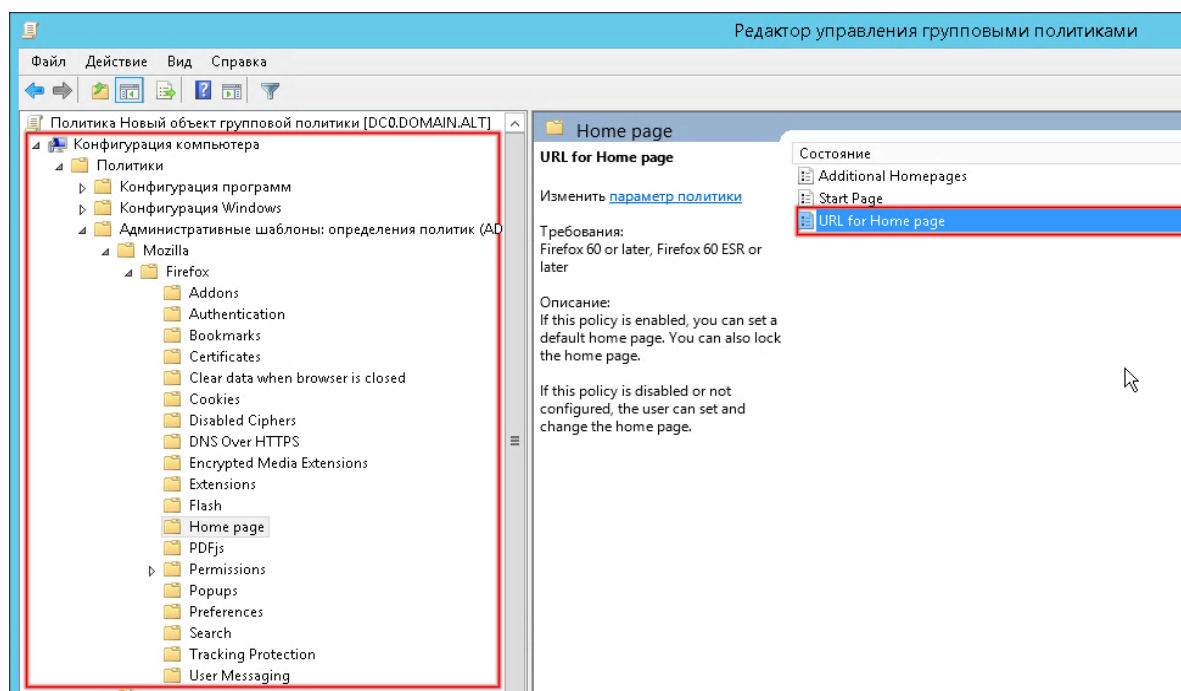 Редактор управления групповыми политиками
Файл Действие Вид Справка
Политика Новый объект групповой политики [DC0.DOMAIN.ALT]
Конфигурация компьютера
Политики
Конфигурация программ
Конфигурация Windows
Административные шаблоны: определения политик (AD
Mozilla
Firefox
Addons
Authentication
Bookmarks
Certificates
Clear data when browser is closed
Cookies
Disabled Ciphers
DNS Over HTTPS
Encrypted Media Extensions
Extensions
Flash
Home page
PDFjs
Permissions
Popups
Preferences
Search
Tracking Protection
User Messaging
Home page
URL for Home page
Изменить параметр политики
Требования:
Firefox 60 or later, Firefox 60 ESR or
later
Описание:
If this policy is enabled, you can set a
default home page. You can also lock
the home page.
If this policy is disabled or not
configured, the user can set and
change the home page.
Состояние
Additional Homepages
Start Page
URL for Home page